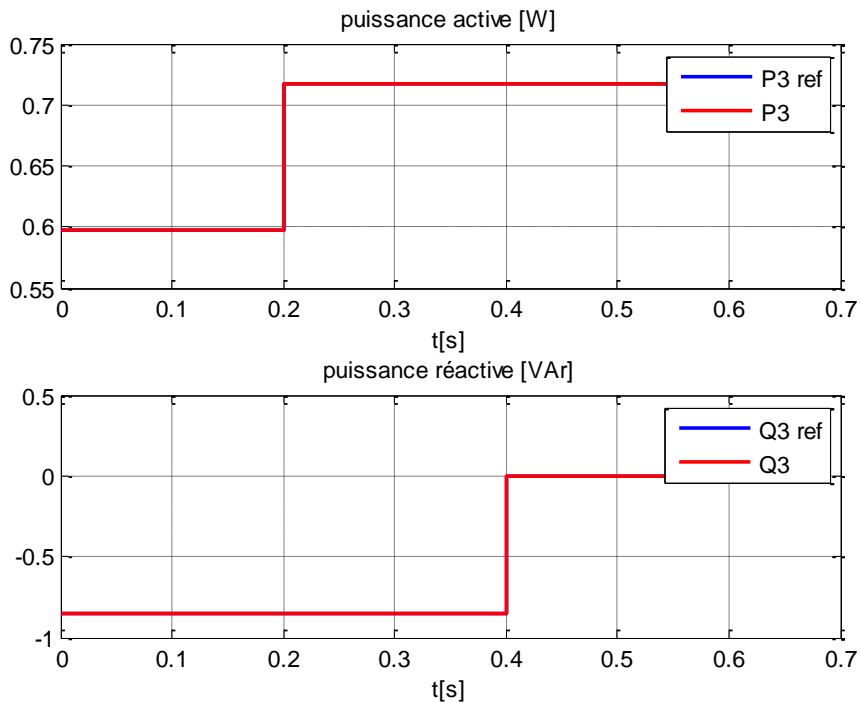 puissance active [W]
0.75
0.7
0.65
0.6
0.55
P3 ref
P3
0 0.1 0.2 0.3 0.4 0.5 0.6 0.7
t[s]
puissance réactive [VAr]
0.5
0
-0.5
-1
Q3 ref
Q3
0 0.1 0.2 0.3 0.4 0.5 0.6 0.7
t[s]